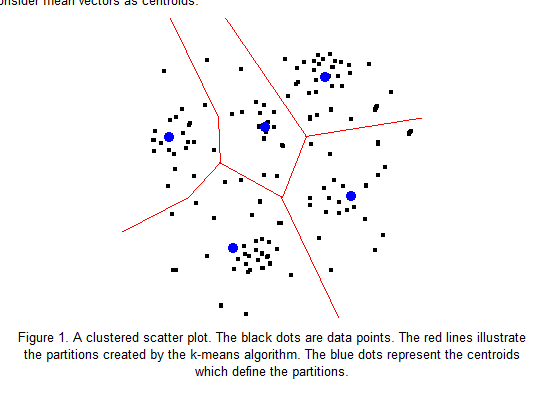 onsider mean vectors as centroids.
Figure 1. A clustered scatter plot. The black dots are data points. The red lines illustrate
the partitions created by the k-means algorithm. The blue dots represent the centroids
which define the partitions.